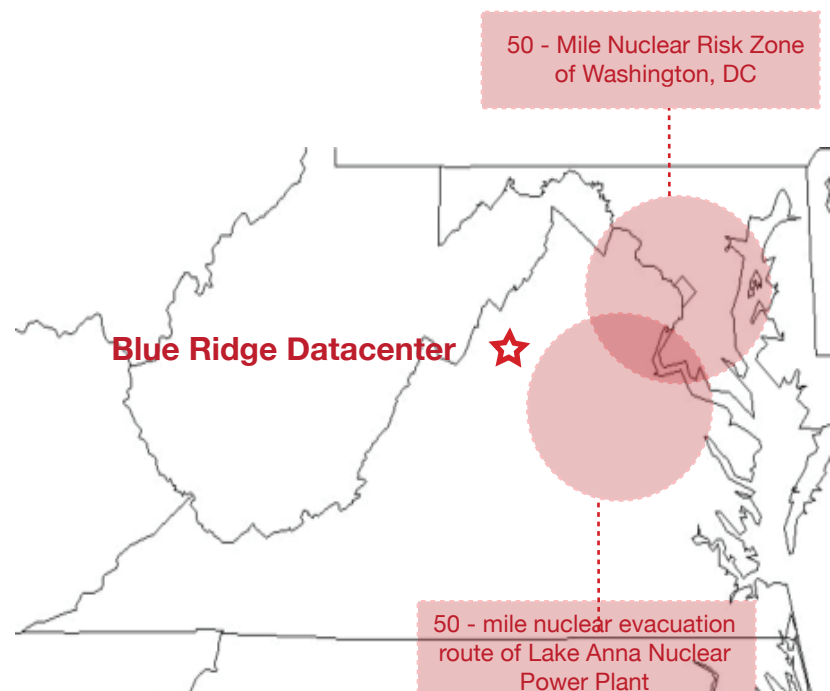 50 - Mile Nuclear Risk Zone
of Washington, DC
Blue Ridge Datacenter
50 - mile nuclear evacuation
route of Lake Anna Nuclear
Power Plant